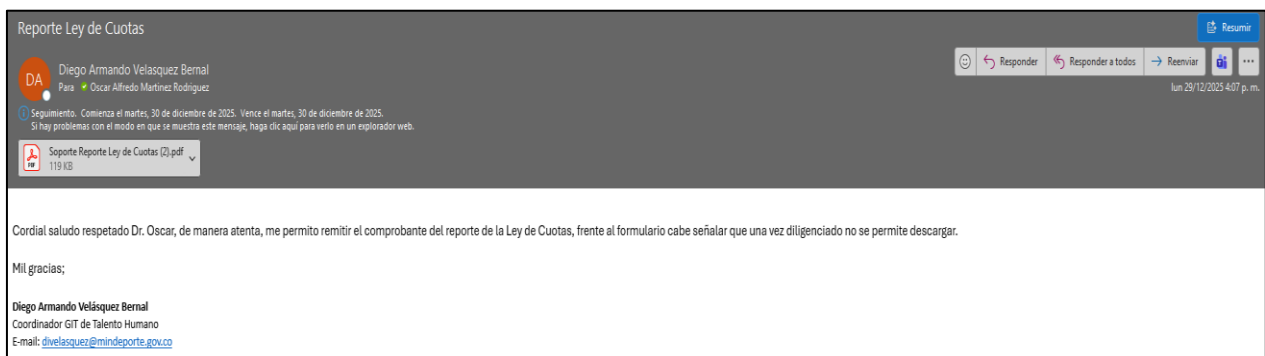 Reporte Ley de Cuotas
Resumir
DA
Diego Armando Velasquez Bernal
Para Oscar Alfredo Martinez Rodriguez
Responder
Responder a todos
Reenviar
lun 29/12/2025 4:07 p. m.
Seguimiento. Comienza el martes, 30 de diciembre de 2025. Vence el martes, 30 de diciembre de 2025.
Si hay problemas con el modo en que se muestra este mensaje, haga clic aquí para verlo en un explorador web.
Soporte Reporte Ley de Cuotas (2).pdf
119 KB
Cordial saludo respetado Dr. Oscar, de manera atenta, me permito remitir el comprobante del reporte de la Ley de Cuotas, frente al formulario cabe señalar que una vez diligenciado no se permite descargar.
Mil gracias;
Diego Armando Velásquez Bernal
Coordinador GIT de Talento Humano
E-mail: divelasquez@mindeporte.gov.co